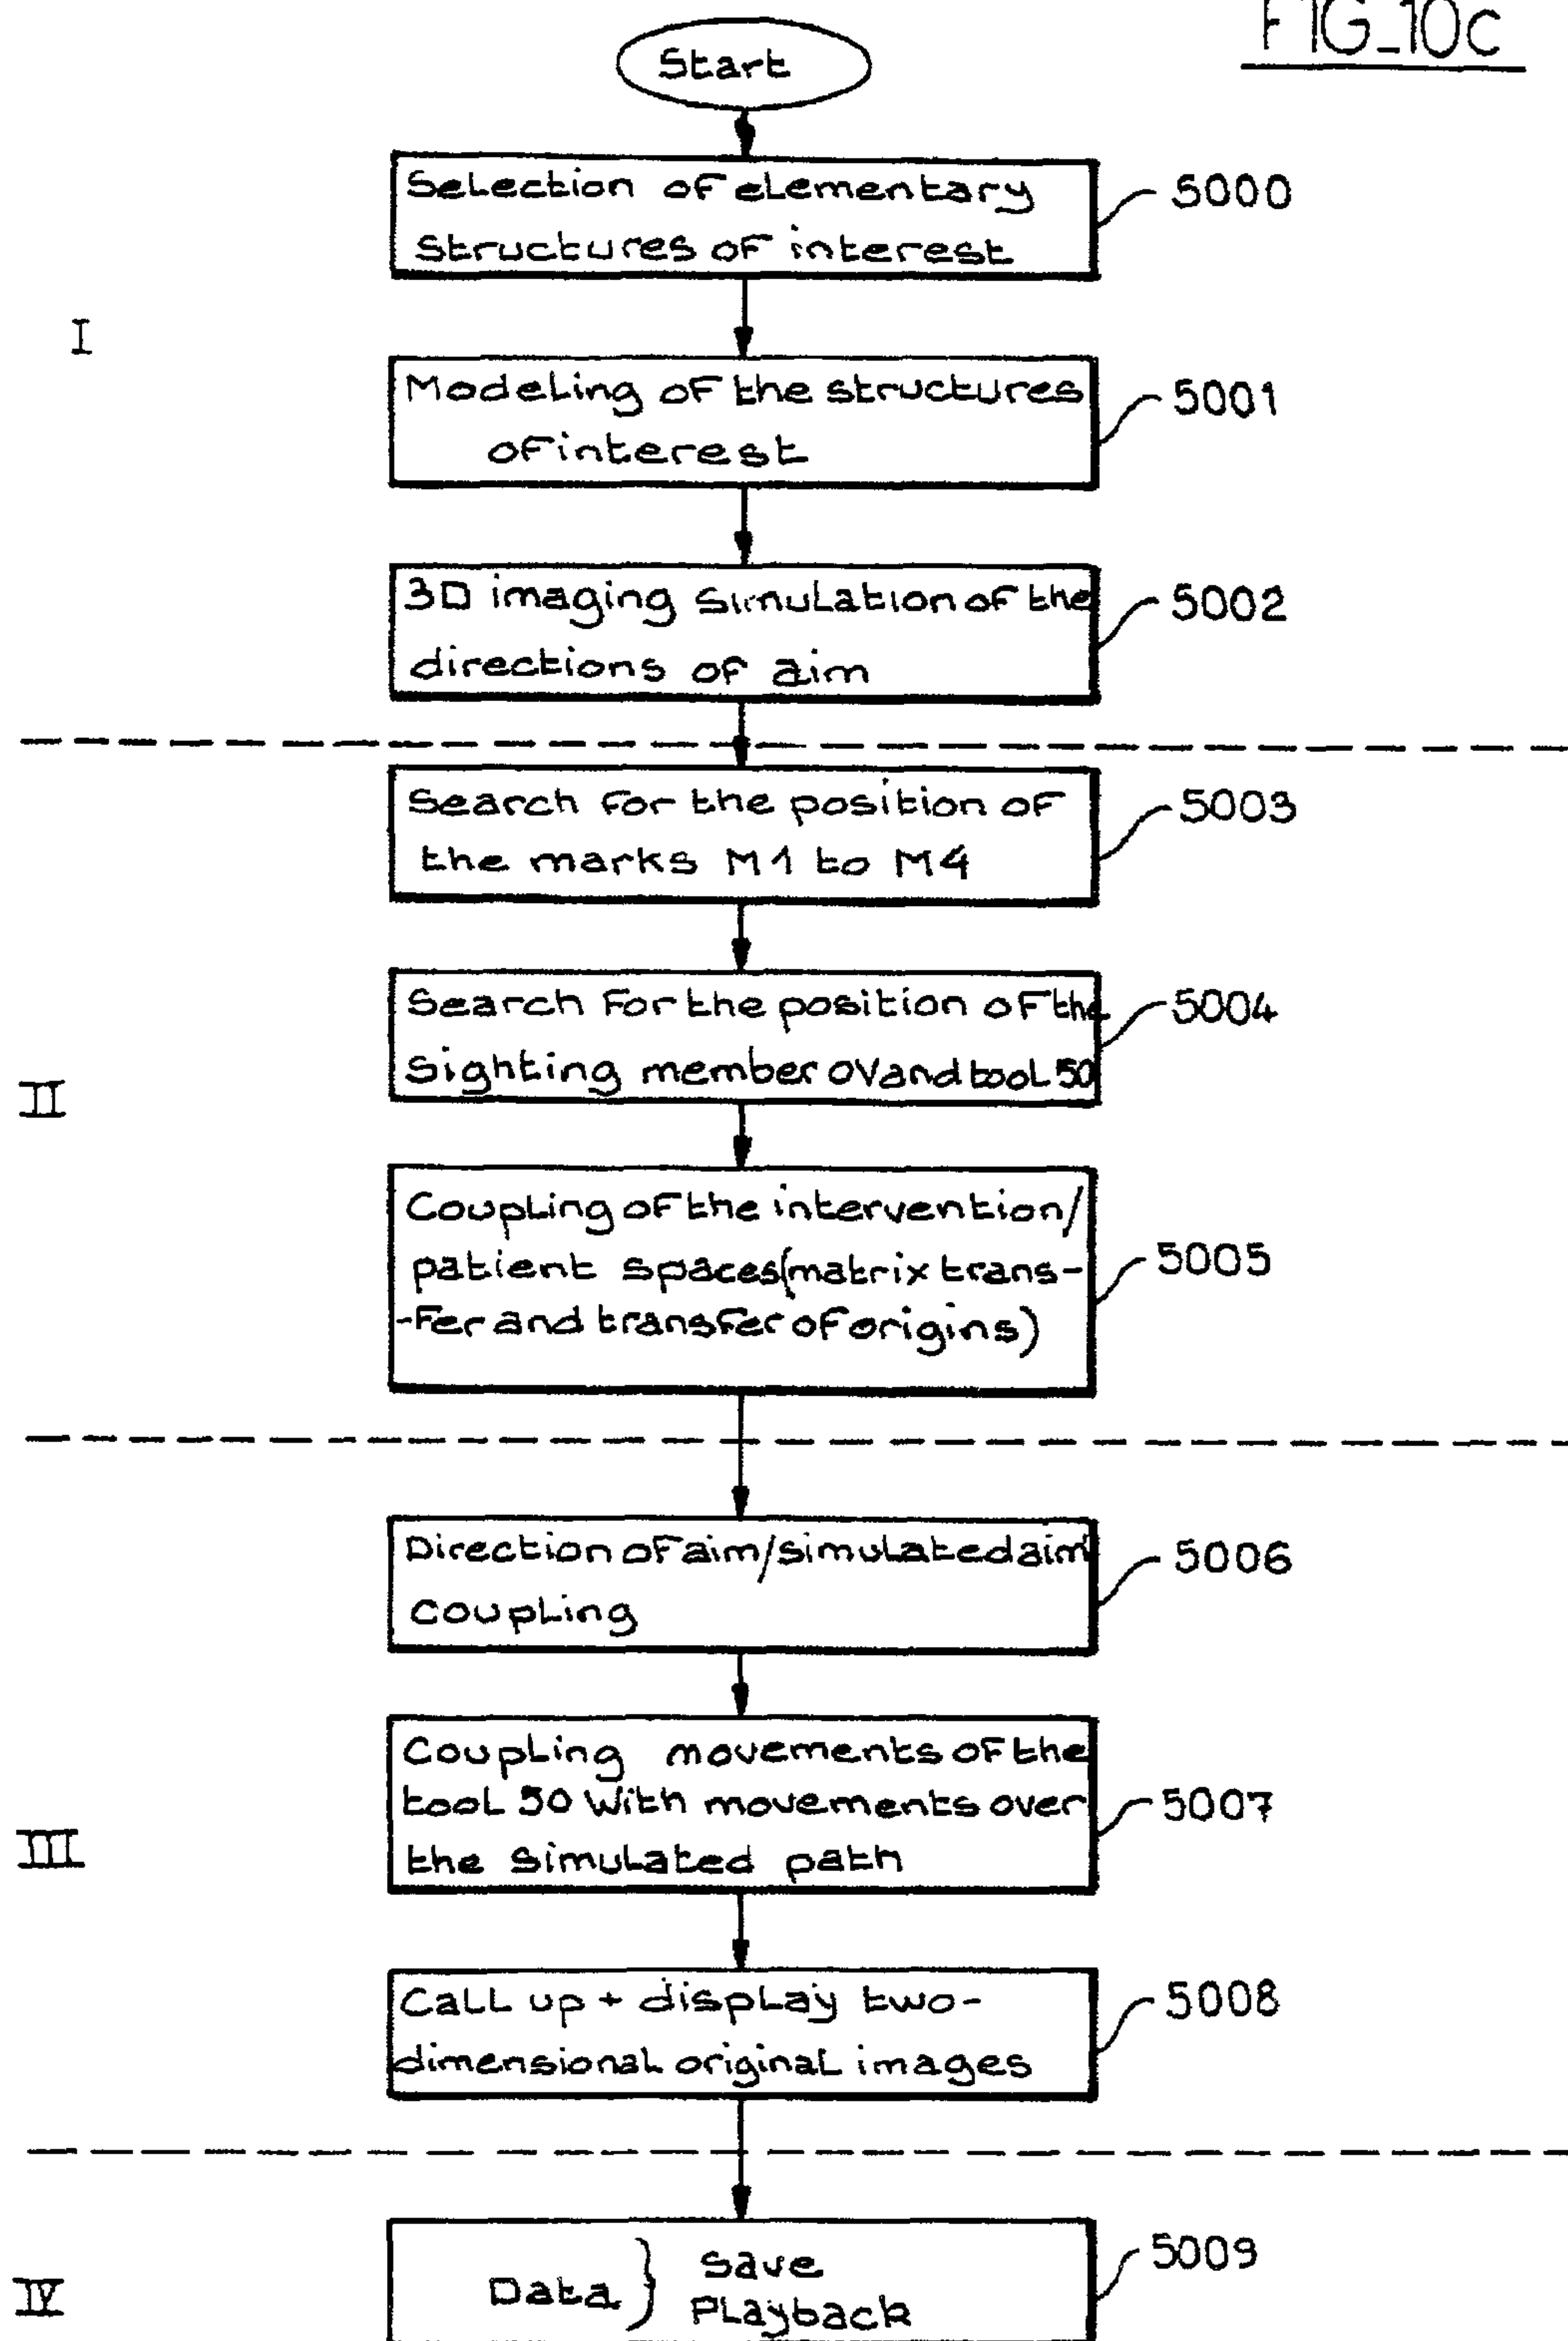 FIG_10c
Start
Selection of elementary
structures of interest
5000
I
Modeling of the structures
of interest
5001
3D imaging simulation of the
directions of aim
5002
Search for the position of
the marks M1 to M4
5003
Search for the position of the
sighting member OV and tool 50
5004
II
Coupling of the intervention/
patient spaces (matrix trans-
-fer and transfer of origins)
5005
Direction of aim/simulated aim
coupling
5006
Coupling movements of the
tool 50 with movements over
the simulated path
5007
III
Call up + display two-
dimensional original images
5008
Data } Save
Playback
5009
IV